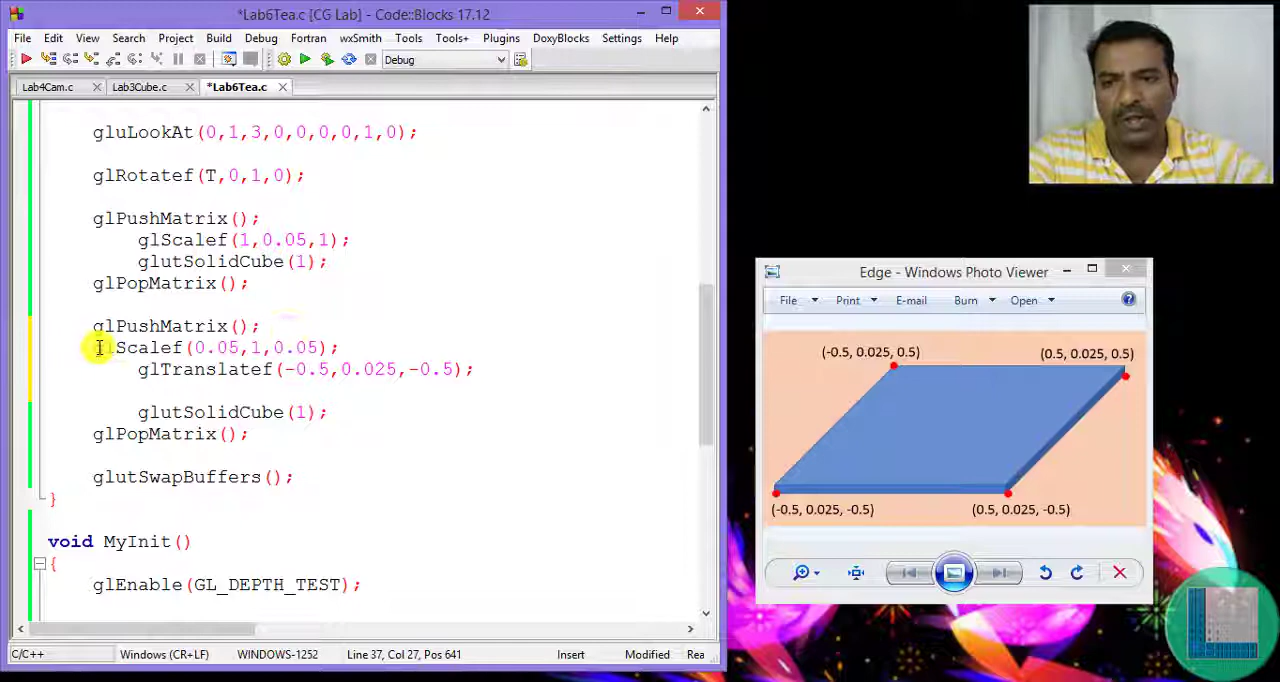 *Lab6Tea.c [CG Lab] - Code::Blocks 17.12
File Edit View Search Project Build Debug Fortran wxSmith Tools Tools+ Plugins DoxyBlocks Settings Help
Debug
Lab4Cam.c Lab3Cube.c *Lab6Tea.c
gluLookAt(0,1,3,0,0,0,0,1,0);
glRotatef(T,0,1,0);
glPushMatrix();
glScalef(1,0.05,1);
glutSolidCube(1);
glPopMatrix();
glPushMatrix();
glScalef(0.05,1,0.05);
glTranslatef(-0.5,0.025,-0.5);
glutSolidCube(1);
glPopMatrix();
glutSwapBuffers();
}
void MyInit()
{
glEnable(GL_DEPTH_TEST);
C/C++ Windows (CR+LF) WINDOWS-1252 Line 37, Col 27, Pos 641 Insert Modified Rea
Edge - Windows Photo Viewer
File Print E-mail Burn Open
(-0.5, 0.025, 0.5) (0.5, 0.025, 0.5)
(-0.5, 0.025, -0.5) (0.5, 0.025, -0.5)